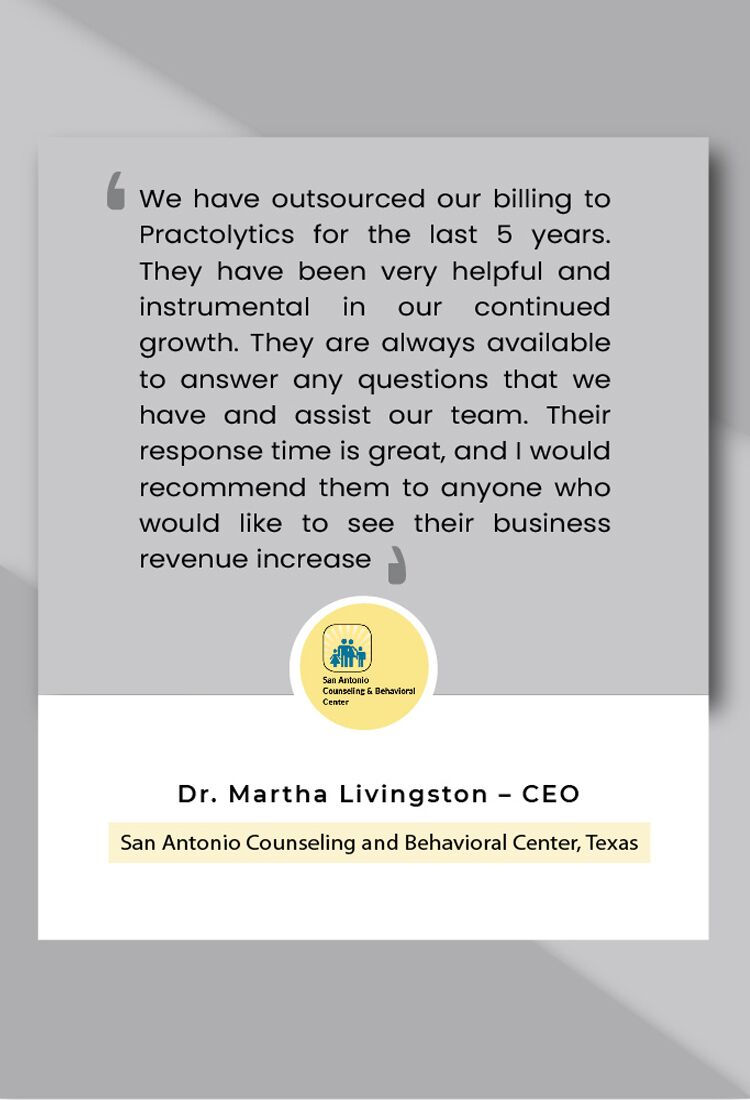 ‘
We have outsourced our billing to
Practolytics for the last 5 years.
They have been very helpful and
instrumental in our continued
growth. They are always available
to answer any questions that we
have and assist our team. Their
response time is great, and I would
recommend them to anyone who
would like to see their business
revenue increase ’
San Antonio
Counseling & Behavioral
Center
Dr. Martha Livingston – CEO
San Antonio Counseling and Behavioral Center, Texas